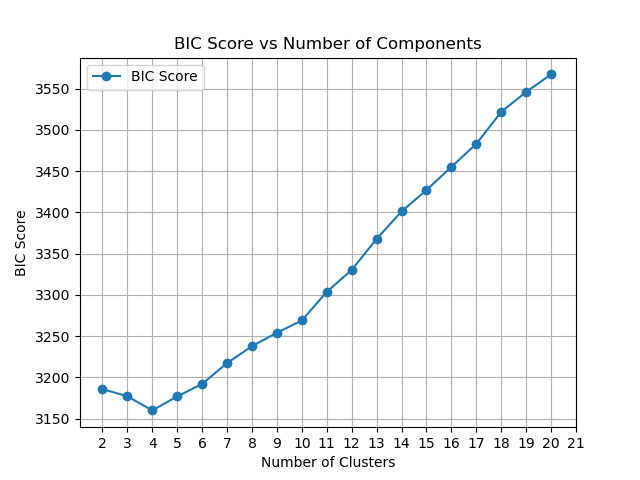 BIC Score vs Number of Components
BIC Score
3550
3500
3450
3400
3350
3300
3250
3200
3150
BIC Score
2 3 4 5 6 7 8 9 10 11 12 13 14 15 16 17 18 19 20 21
Number of Clusters